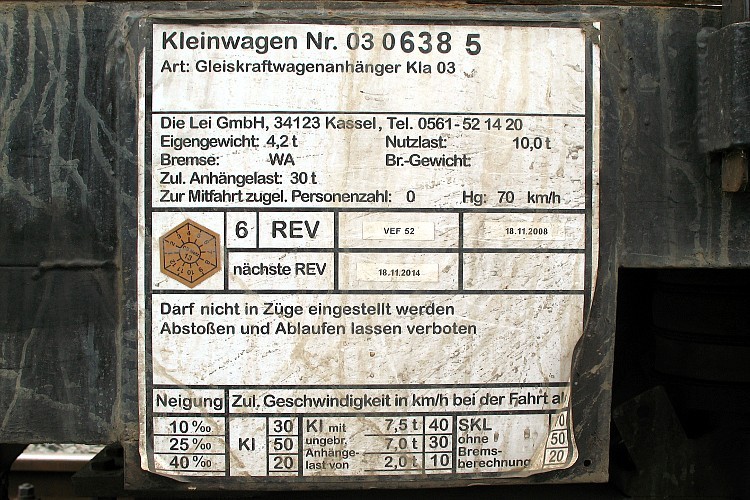 Kleinwagen Nr. 03 0638 5
Art: Gleiskraftwagenanhänger Kla 03
Die Lei GmbH, 34123 Kassel, Tel. 0561-52 14 20
Eigengewicht: 4,2 t Nutzlast: 10,0 t
Bremse: WA Br.-Gewicht:
Zul. Anhängelast: 30 t
Zur Mitfahrt zugel. Personenzahl: 0 Hg: 70 km/h
6 REV VEF 52 18.11.2008
nächste REV 18.11.2014
Darf nicht in Züge eingestellt werden
Abstoßen und Ablaufen lassen verboten
Neigung Zul. Geschwindigkeit in km/h bei der Fahrt al
10 ‰ 30 Kl mit 7,5 t 40 SKL 70
25 ‰ Kl 50 ungebr. 7,0 t 30 ohne 50
Anhänge- Brems-
40 ‰ 20 last von 2,0 t 10 berechnung 20